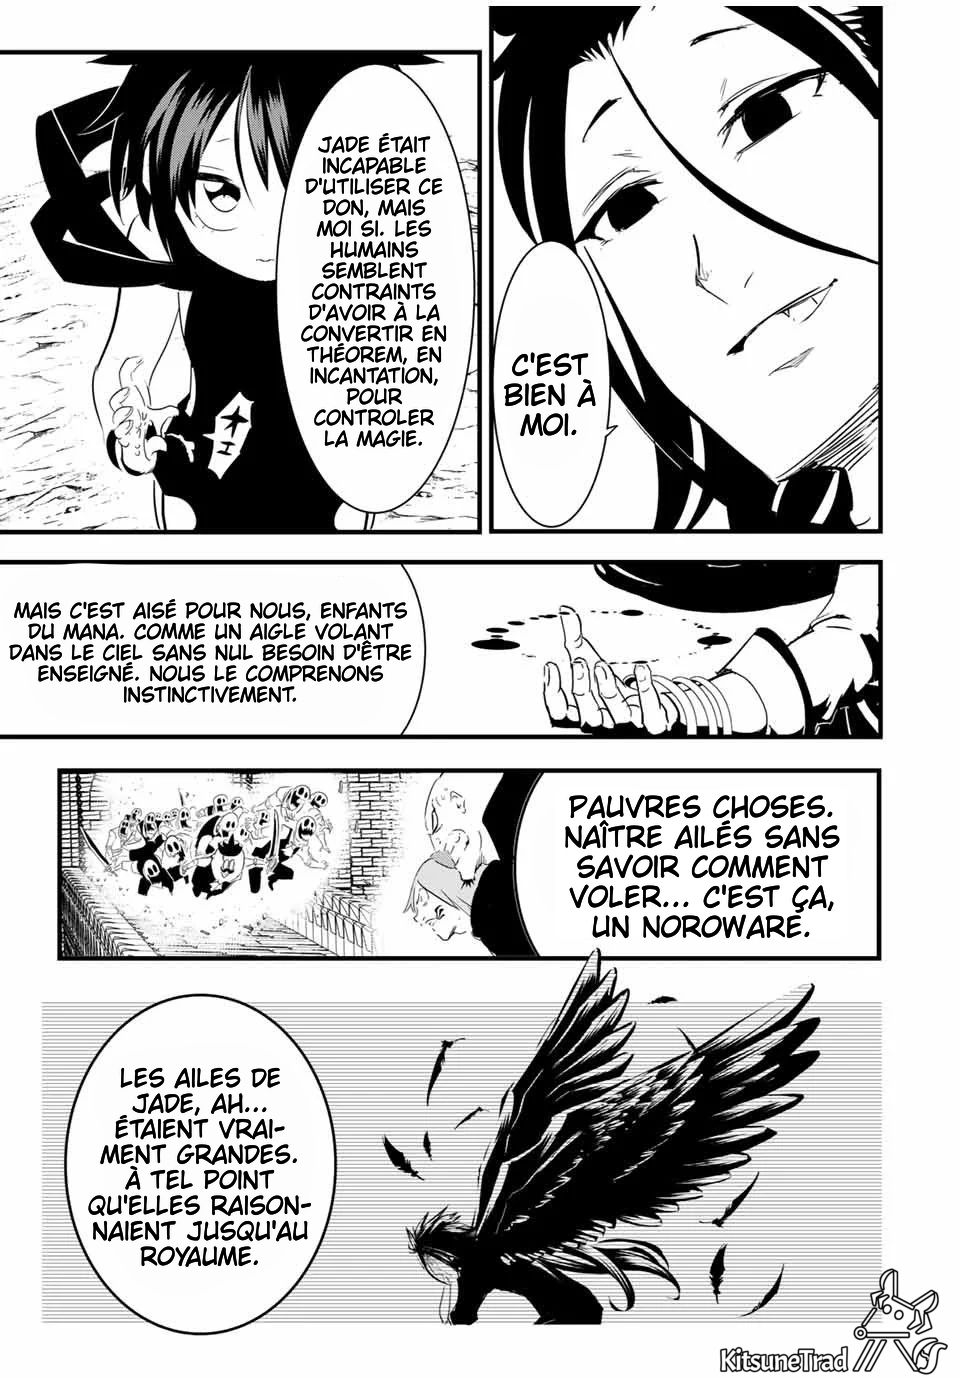 C'EST
BIEN À
MOI.
JADE ÉTAIT
INCAPABLE
D'UTILISER CE
DON, MAIS
MOI SI. LES
HUMAINS
SEMBLENT
CONTRAINTS
D'AVOIR À LA
CONVERTIR EN
THÉOREM, EN
INCANTATION,
POUR
CONTROLER
LA MAGIE.
MAIS C'EST AISÉ POUR NOUS, ENFANTS
DU MANA. COMME UN AIGLE VOLANT
DANS LE CIEL SANS NUL BESOIN D'ÊTRE
ENSEIGNÉ. NOUS LE COMPRENONS
INSTINCTIVEMENT.
PAUVRES CHOSES.
NAÎTRE AILÉS SANS
SAVOIR COMMENT
VOLER... C'EST ÇA,
UN NOROWARE.
LES AILES DE
JADE, AH...
ÉTAIENT VRAI-
MENT GRANDES.
À TEL POINT
QU'ELLES RAISON-
NAIENT JUSQU'AU
ROYAUME.
KitsuneTrad